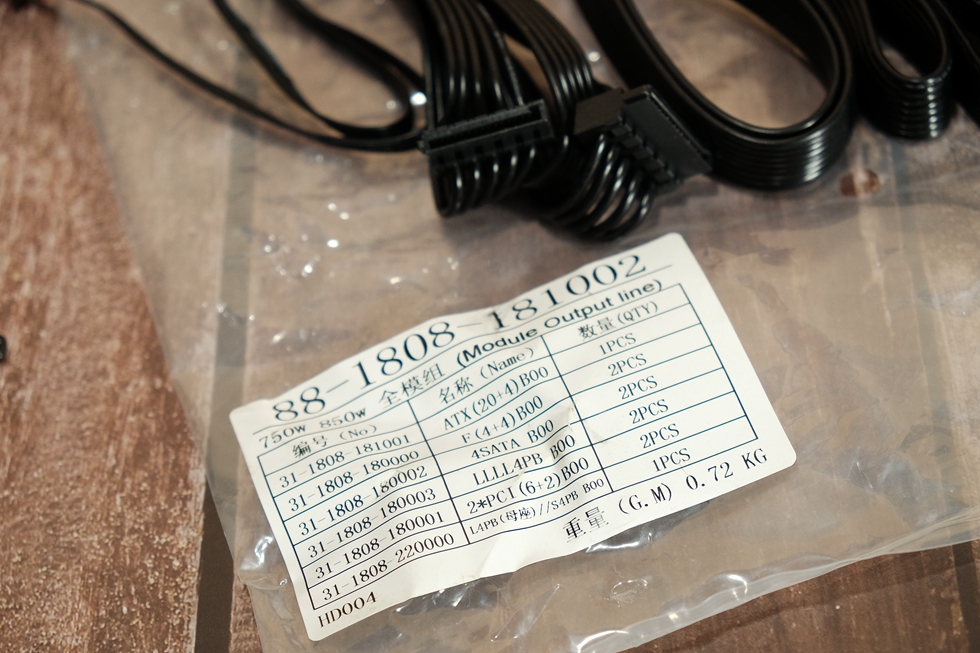 88-1808-181002
750W 850W 全模组 (Module output line)
编号 (No) 名称 (Name) 数量 (QTY)
31-1808-181001 ATX(20+4)B00 1PCS
31-1808-180000 F(4+4)B00 2PCS
31-1808-180002 4SATA B00 2PCS
31-1808-180003 LLLL4PB B00 2PCS
31-1808-180001 2*PCI(6+2)B00 2PCS
31-1808-220000 L4PB(母座)//S4PB B00 1PCS
HD004 重量 (G.M) 0.72 KG